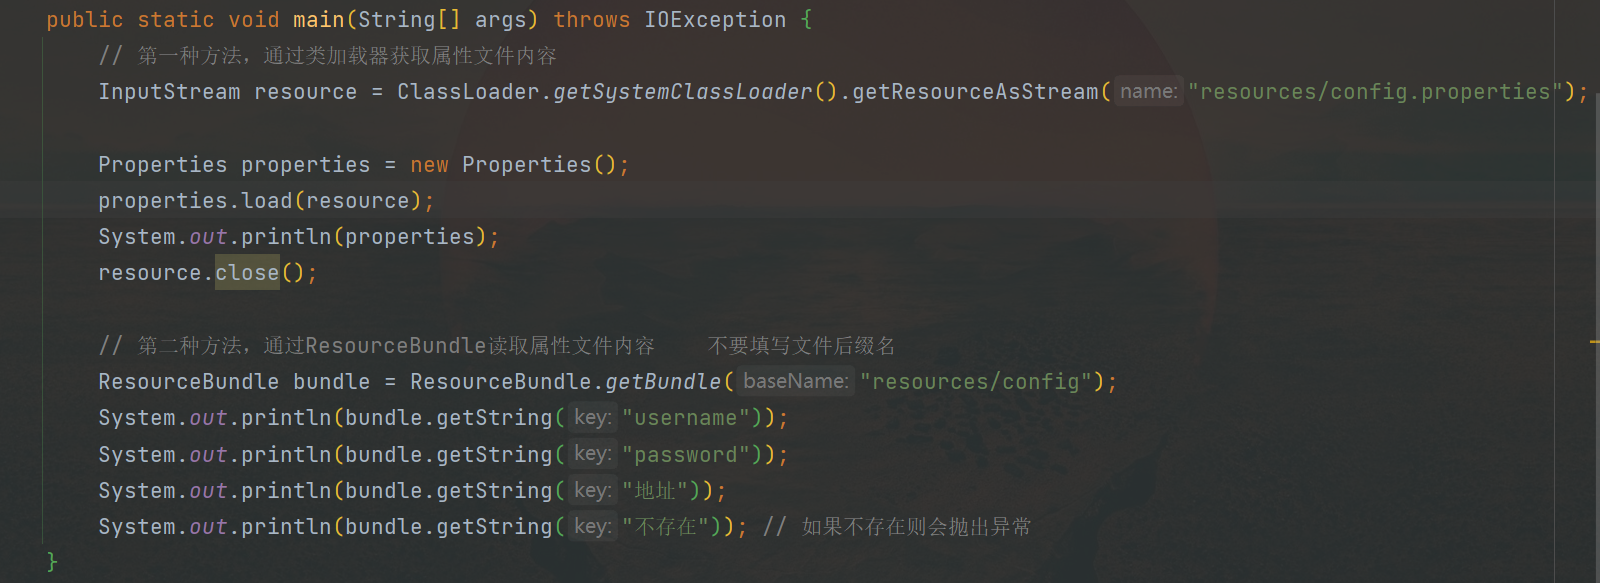 public static void main(String[] args) throws IOException {
// 第一种方法，通过类加载器获取属性文件内容
InputStream resource = ClassLoader.getSystemClassLoader().getResourceAsStream( name: "resources/config.properties");
Properties properties = new Properties();
properties.load(resource);
System.out.println(properties);
resource.close();
// 第二种方法，通过ResourceBundle读取属性文件内容    不要填写文件后缀名
ResourceBundle bundle = ResourceBundle.getBundle( baseName: "resources/config");
System.out.println(bundle.getString( key: "username"));
System.out.println(bundle.getString( key: "password"));
System.out.println(bundle.getString( key: "地址"));
System.out.println(bundle.getString( key: "不存在")); // 如果不存在则会抛出异常
}